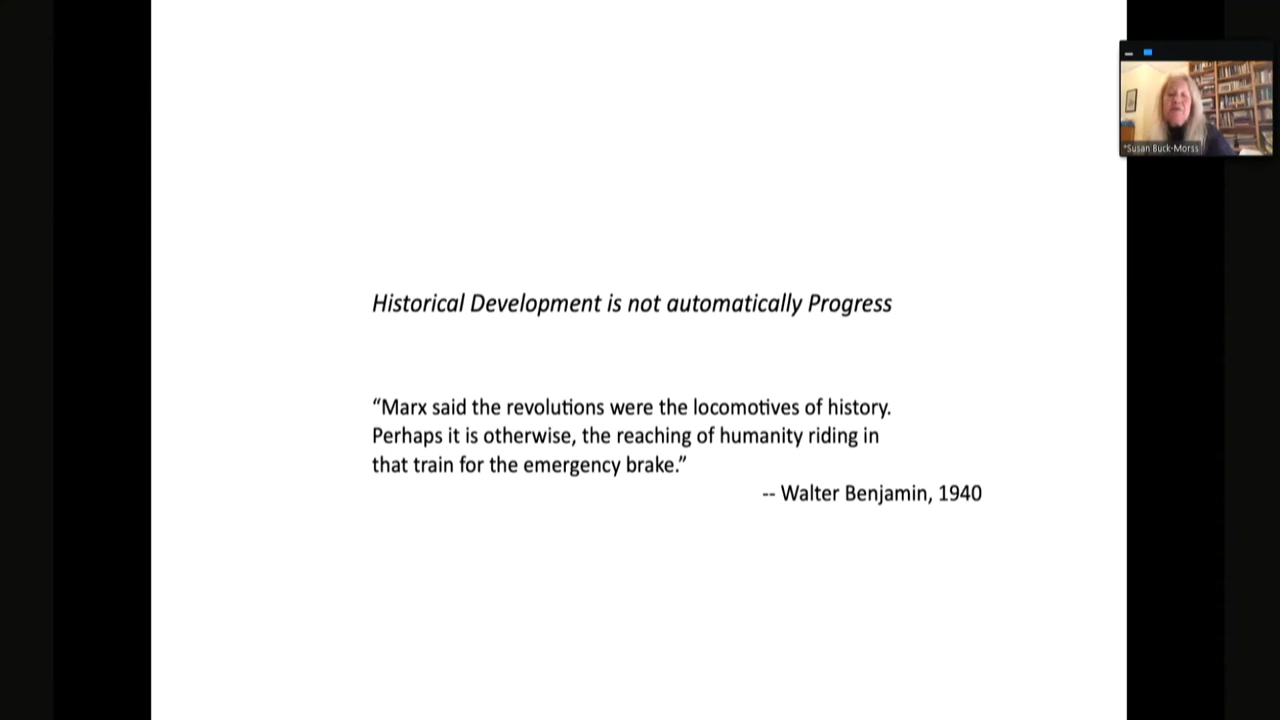 *Susan Buck-Morss
Historical Development is not automatically Progress
“Marx said the revolutions were the locomotives of history.
Perhaps it is otherwise, the reaching of humanity riding in
that train for the emergency brake.”
-- Walter Benjamin, 1940